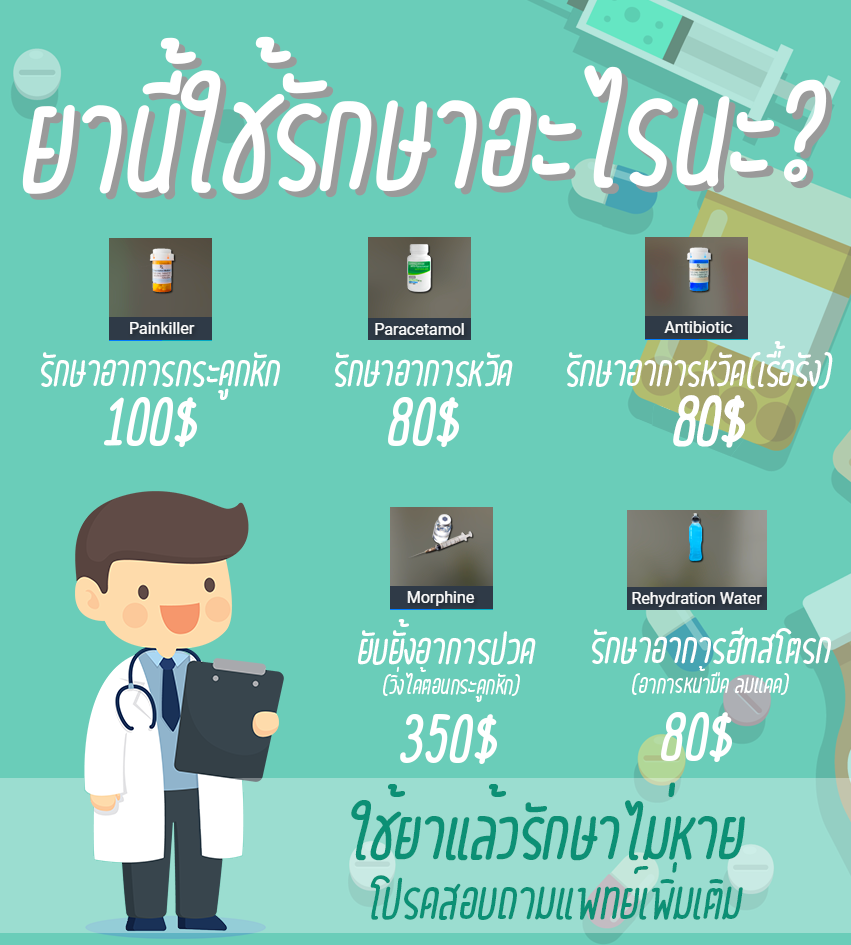 ยานี้ใช้รักษาอะไรนะ?
Painkiller
รักษาอาการกระดูกหัก
100$
Paracetamol
รักษาอาการหวัด
80$
Antibiotic
รักษาอาการหวัด(เรื้อรัง)
80$
Morphine
ยับยั้งอาการปวด
(วิ่งได้ตอนกระดูกหัก)
350$
Rehydration Water
รักษาอาการฮีทสโตรก
(อาการหน้ามืด ลมแดด)
80$
ใช้ยาแล้วรักษาไม่หาย
โปรดสอบถามแพทย์เพิ่มเติม